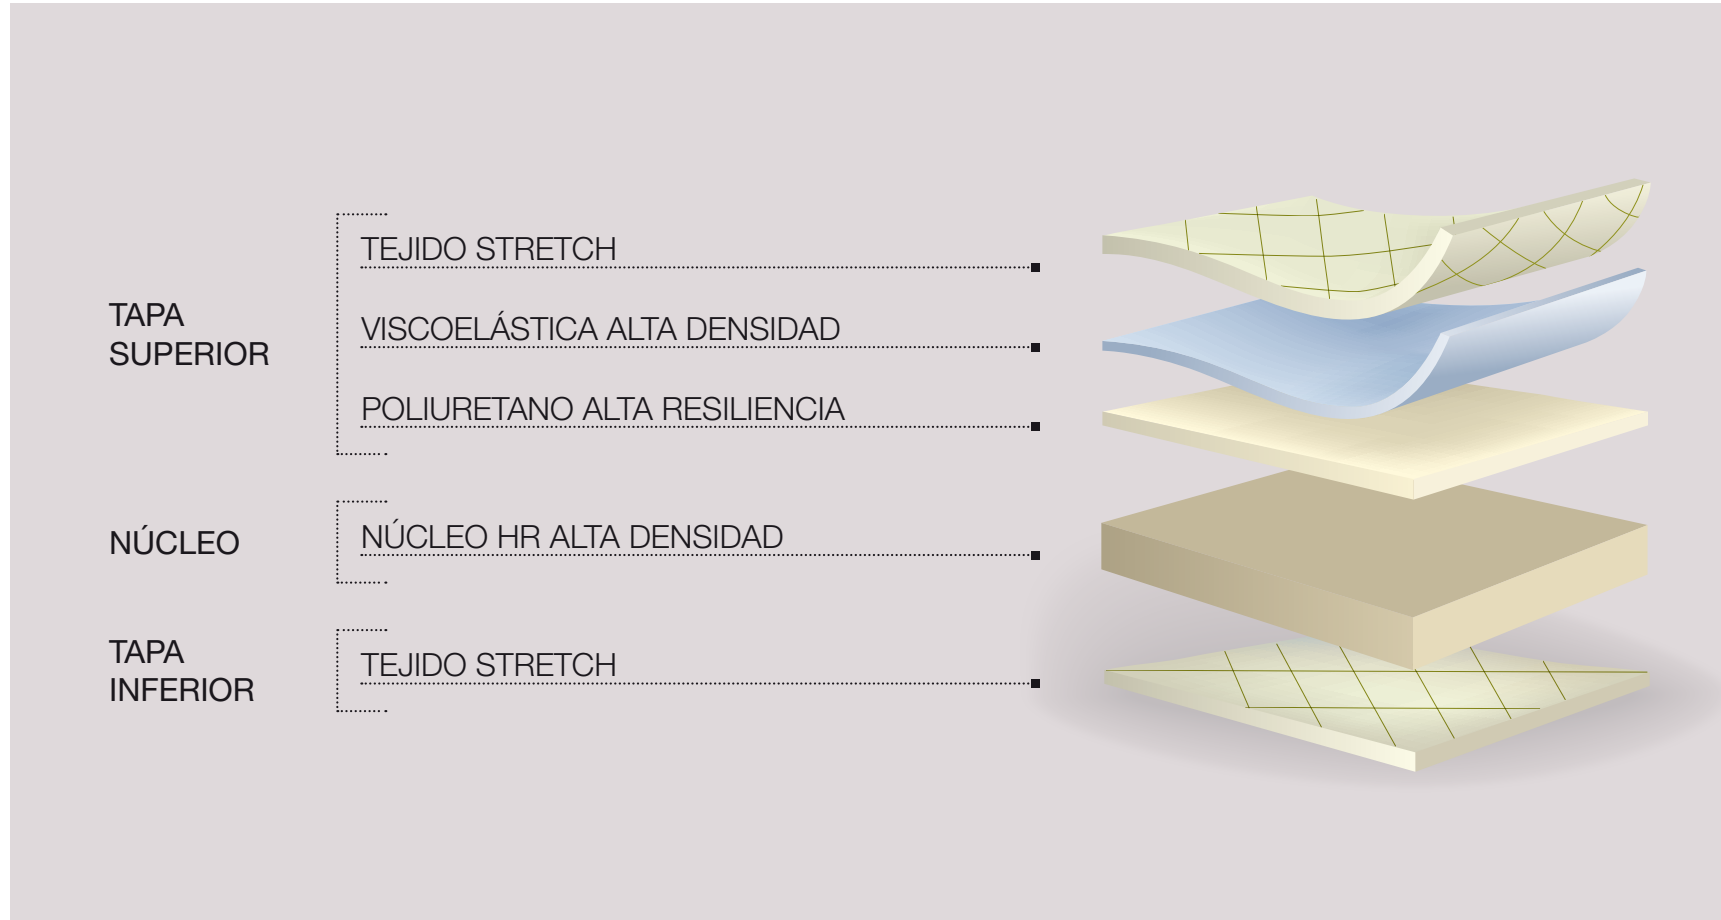 TAPA
SUPERIOR
TEJIDO STRETCH
VISCOELÁSTICA ALTA DENSIDAD
POLIURETANO ALTA RESILIENCIA
NÚCLEO
NÚCLEO HR ALTA DENSIDAD
TAPA
INFERIOR
TEJIDO STRETCH